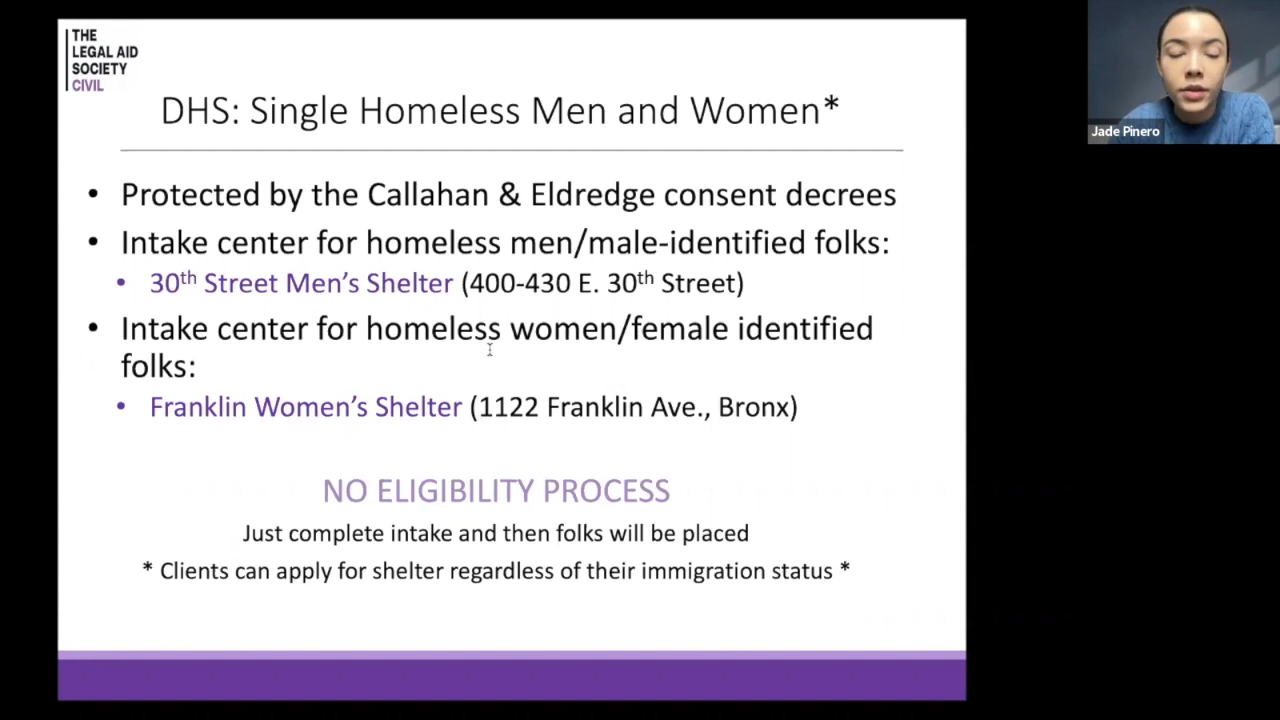 THE
LEGAL AID
SOCIETY
CIVIL
DHS: Single Homeless Men and Women*
• Protected by the Callahan & Eldredge consent decrees
• Intake center for homeless men/male-identified folks:
• 30th Street Men's Shelter (400-430 E. 30th Street)
• Intake center for homeless women/female identified
folks:
• Franklin Women's Shelter (1122 Franklin Ave., Bronx)
NO ELIGIBILITY PROCESS
Just complete intake and then folks will be placed
* Clients can apply for shelter regardless of their immigration status *
Jade Pinero